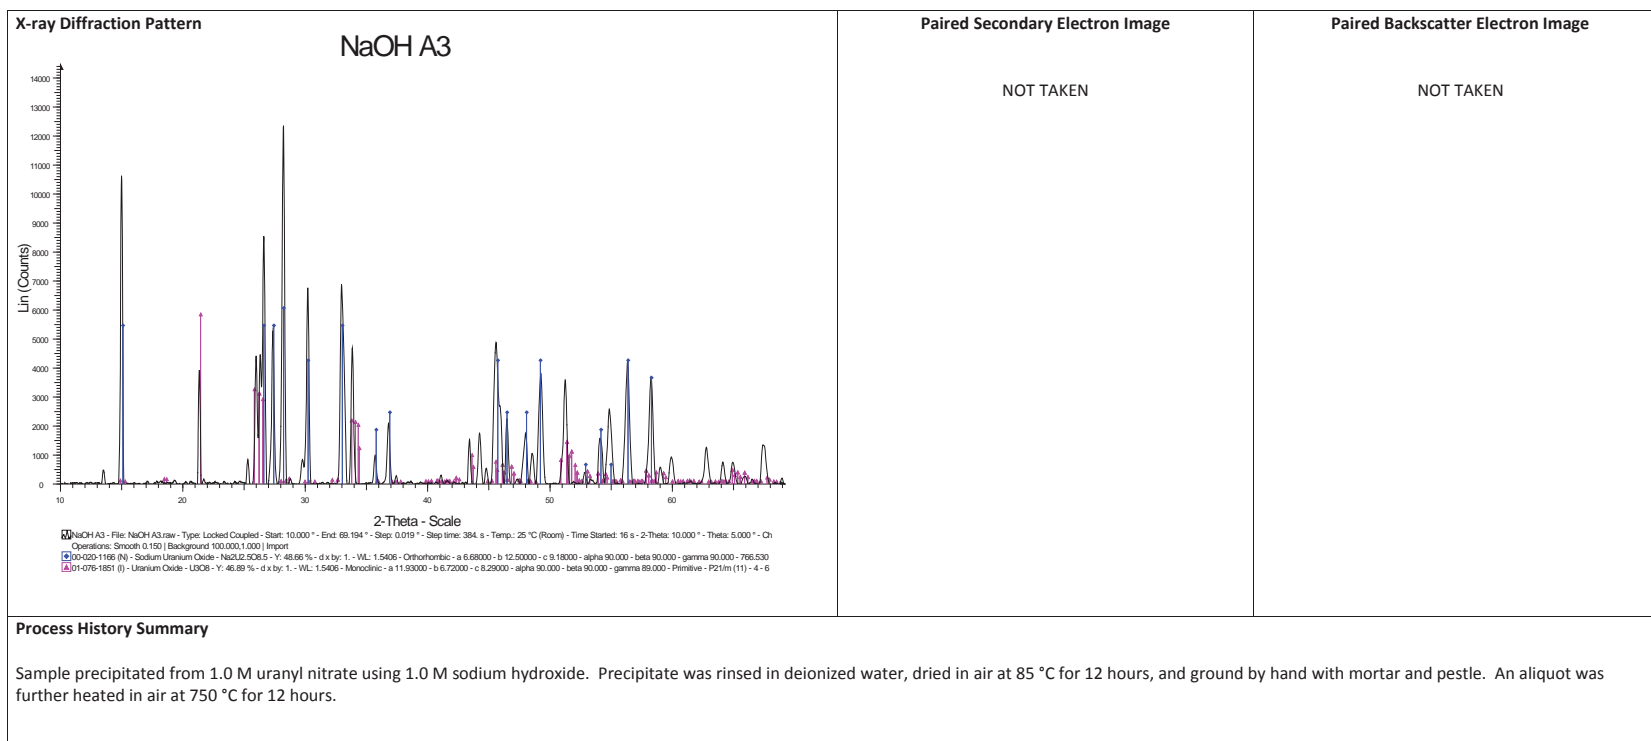 X-ray Diffraction Pattern
Paired Secondary Electron Image
Paired Backscatter Electron Image
NaOH A3
NOT TAKEN
NOT TAKEN
Lin (Counts)
14000
13000
12000
11000
10000
9000
8000
7000
6000
5000
4000
3000
2000
1000
0
10 20 30 40 50 60
2-Theta - Scale
NaOH A3 - File: NaOH A3.raw - Type: Locked Coupled - Start: 10.000 ° - End: 69.194 ° - Step: 0.019 ° - Step time: 384. s - Temp.: 25 °C (Room) - Time Started: 16 s - 2-Theta: 10.000 ° - Theta: 5.000 ° - Ch
Operations: Smooth 0.150 | Background 100.000,1.000 | Import
00-020-1166 (N) - Sodium Uranium Oxide - Na2U2.5O8.5 - Y: 48.66 % - d x by: 1. - WL: 1.5406 - Orthorhombic - a 6.68000 - b 12.50000 - c 9.18000 - alpha 90.000 - beta 90.000 - gamma 90.000 - 766.530
01-076-1851 (I) - Uranium Oxide - U3O8 - Y: 46.89 % - d x by: 1. - WL: 1.5406 - Monoclinic - a 11.93000 - b 6.72000 - c 8.29000 - alpha 90.000 - beta 90.000 - gamma 89.000 - Primitive - P21/m (11) - 4 - 6
Process History Summary
Sample precipitated from 1.0 M uranyl nitrate using 1.0 M sodium hydroxide.  Precipitate was rinsed in deionized water, dried in air at 85 °C for 12 hours, and ground by hand with mortar and pestle.  An aliquot was
further heated in air at 750 °C for 12 hours.